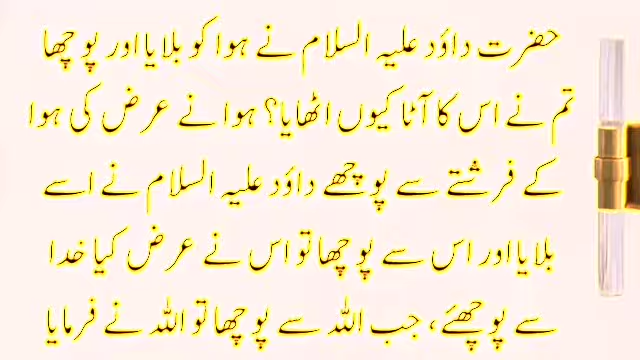 حضرت داؤد علیہ السلام نے ہوا کو بلایا اور پوچھا
تم نے اس کا آٹا کیوں اٹھایا؟ ہوا نے عرض کی ہوا
کے فرشتے سے پوچھے داؤد علیہ السلام نے اسے
بلایا اور اس سے پوچھا تو اس نے عرض کیا خدا
سے پوچھئے، جب اللہ سے پوچھا تو اللہ نے فرمایا